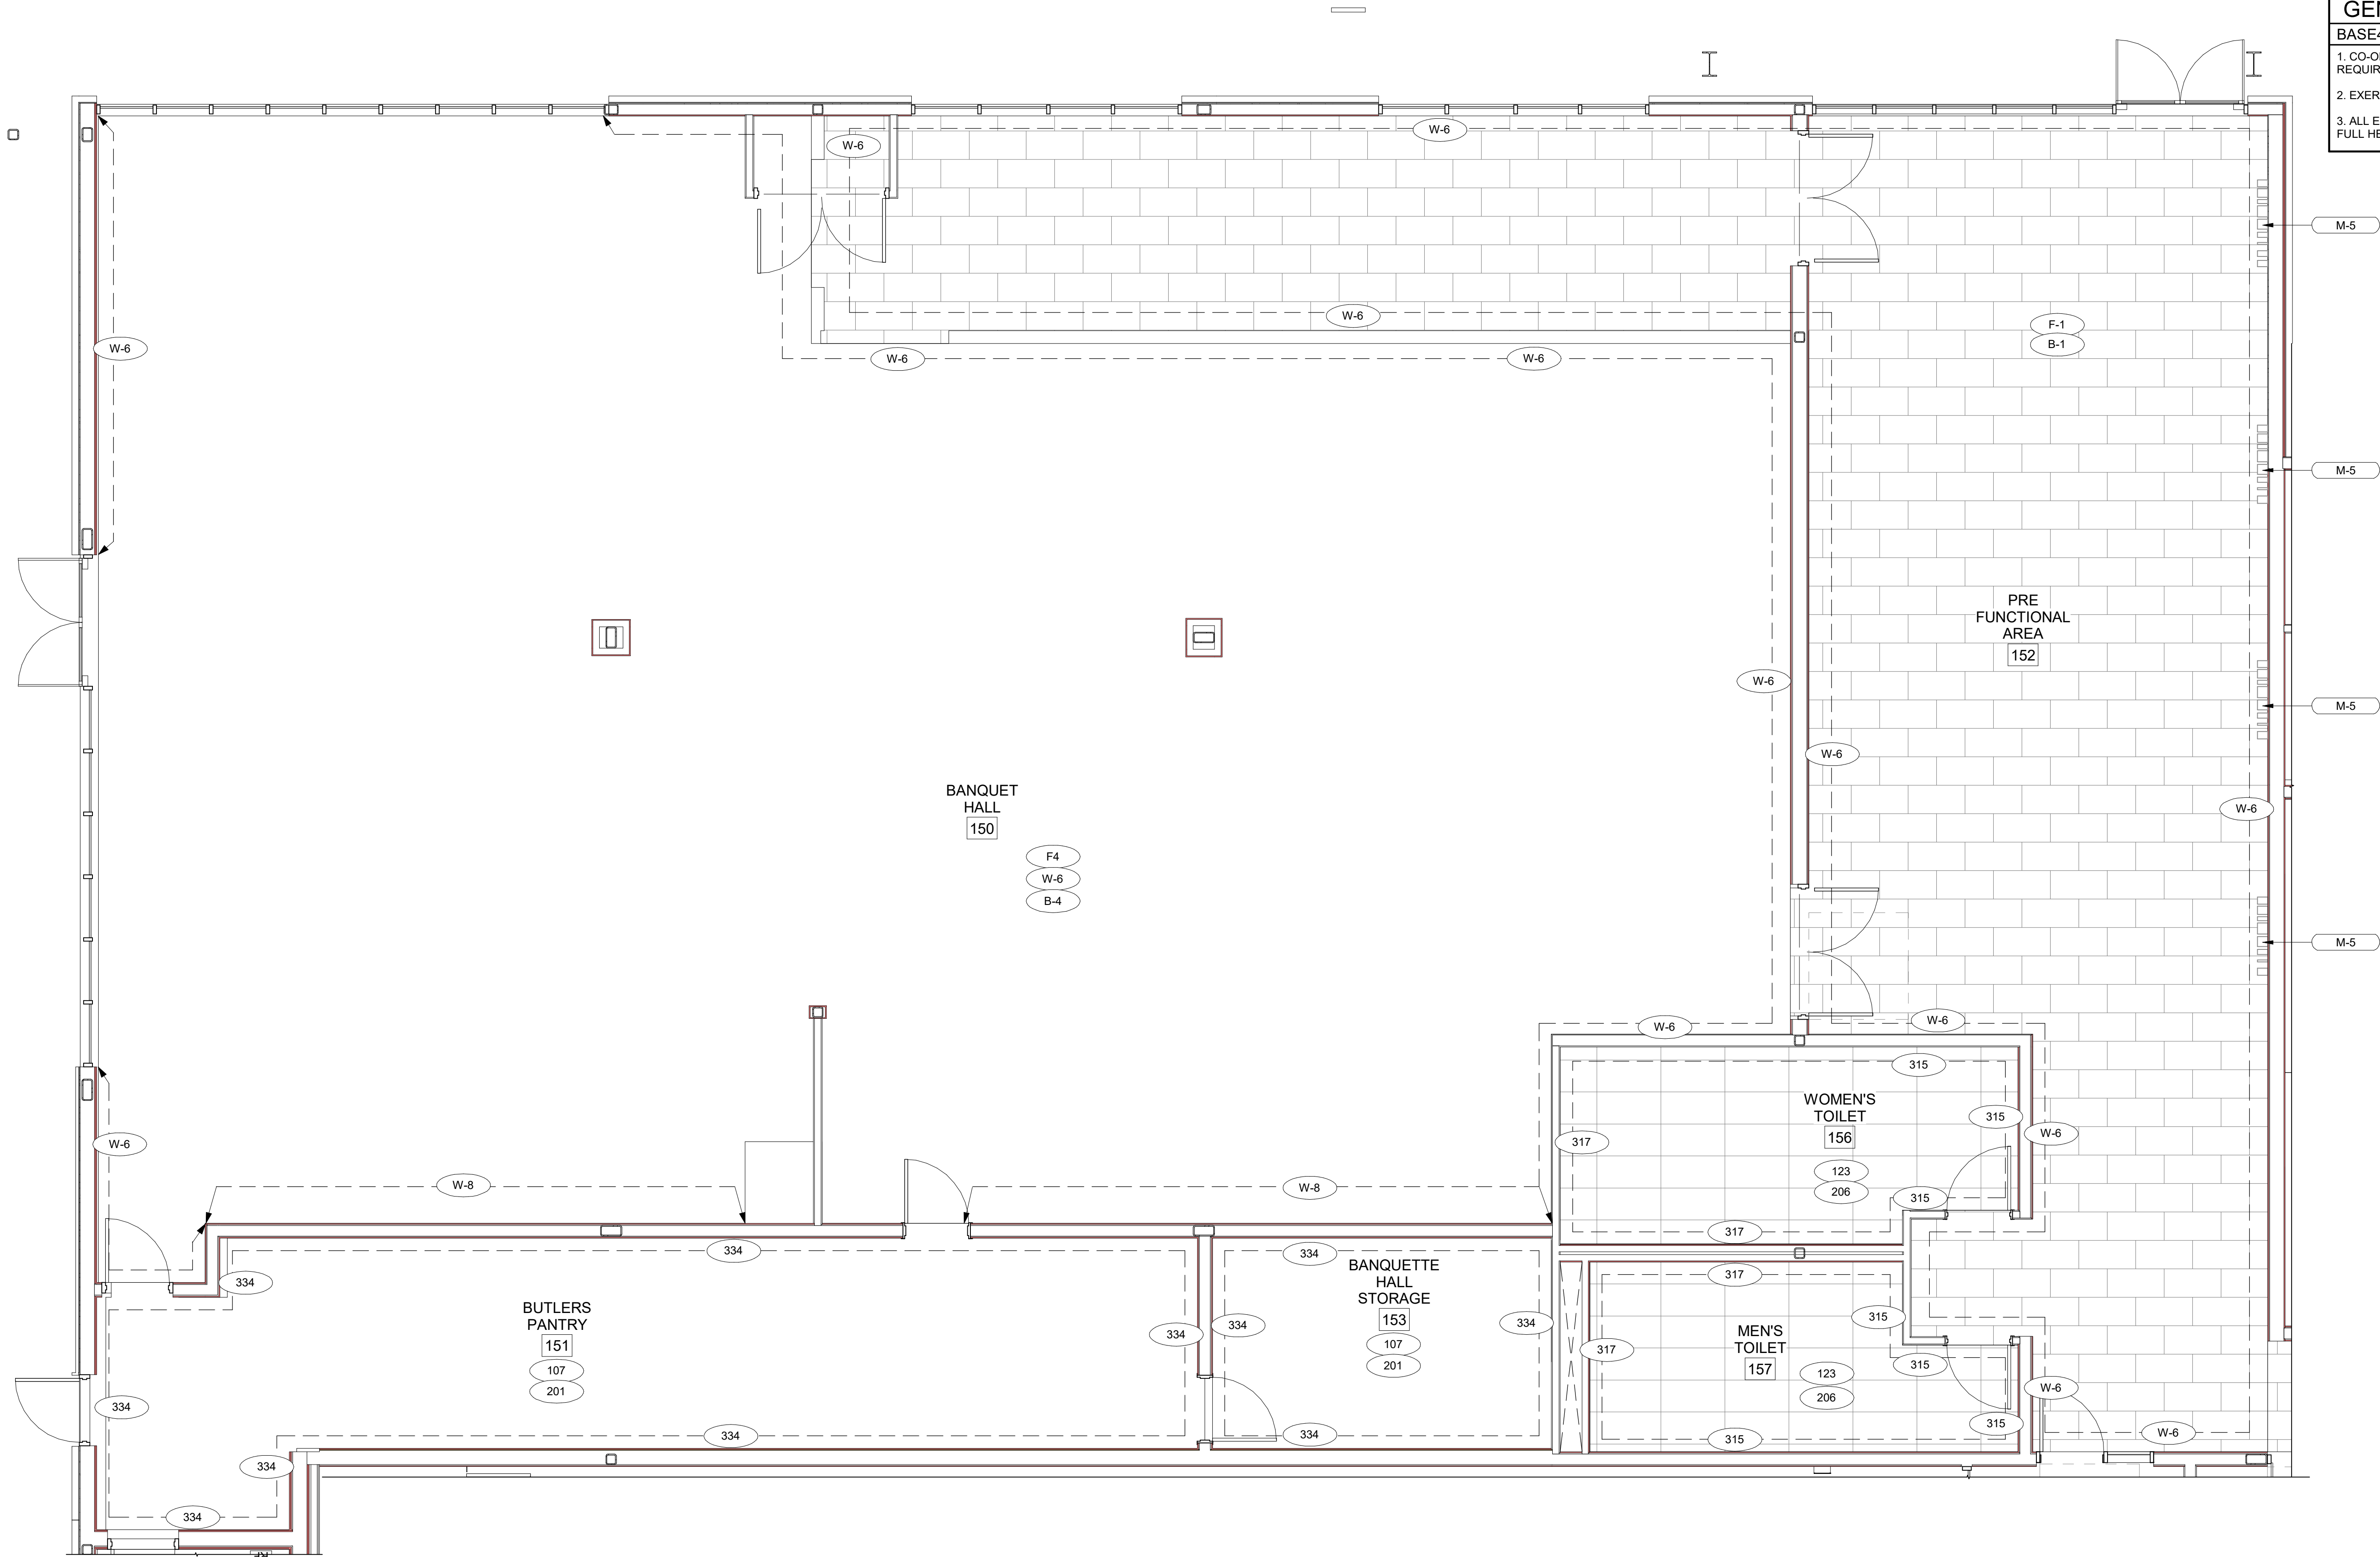 GEN
BASE4
1. CO-O
REQUIR
2. EXER
3. ALL E
FULL HE
W-6
W-6
M-5
W-6
F-1
B-1
W-6
W-6
W-6
M-5
PRE
FUNCTIONAL
AREA
152
W-6
M-5
W-6
BANQUET
HALL
150
W-6
F4
W-6
B-4
M-5
W-6
W-6
315
WOMEN'S
TOILET
156
315
W-6
317
W-6
123
206
W-8
W-8
315
317
334
334
334
BANQUETTE
HALL
STORAGE
153
107
201
317
BUTLERS
PANTRY
151
107
201
334
334
334
315
MEN'S
TOILET
157
317
315
123
206
W-6
334
315
334
334
315
W-6
334
334